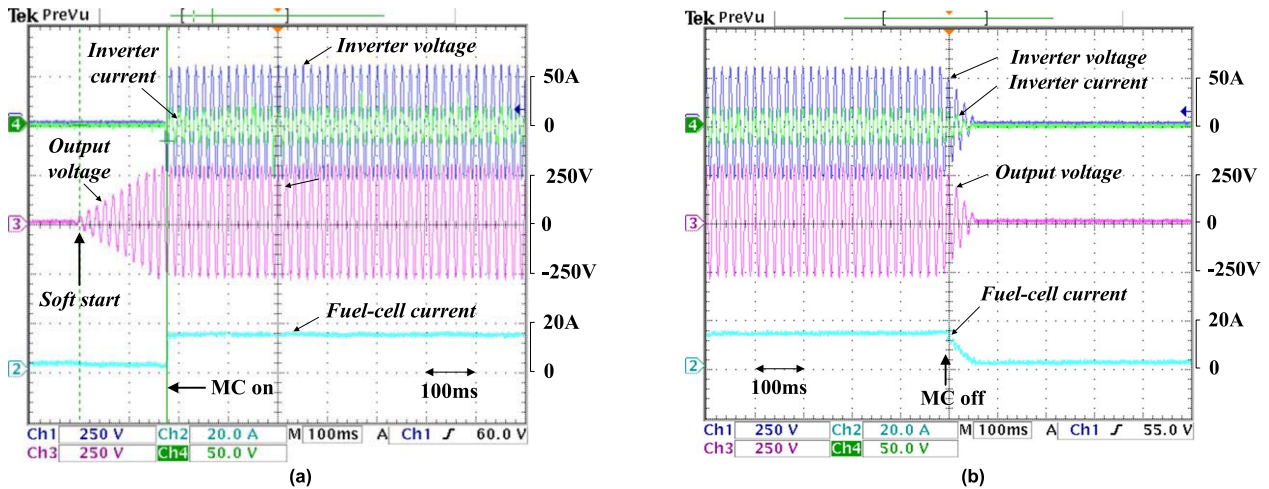 Tek PreVu
Inverter
current
Inverter voltage
50A
4
0
Output
voltage
250V
3
0
-250V
Soft start
Fuel-cell current
20A
2
0
MC on
100ms
Ch1 250 V Ch2 20.0 A M 100ms A Ch1 60.0 V
Ch3 250 V Ch4 50.0 V
(a)
Tek PreVu
Inverter voltage
50A
Inverter current
4
0
Output voltage
250V
3
0
-250V
Fuel-cell current
20A
2
0
100ms
MC off
Ch1 250 V Ch2 20.0 A M 100ms A Ch1 55.0 V
Ch3 250 V Ch4 50.0 V
(b)